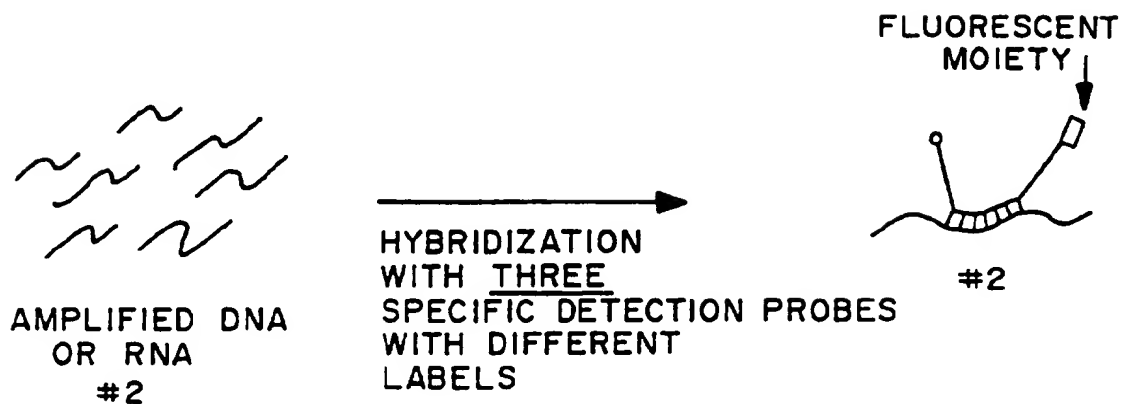 FLUORESCENT
MOIETY
HYBRIDIZATION
WITH THREE
SPECIFIC DETECTION PROBES
WITH DIFFERENT
LABELS
AMPLIFIED DNA
OR RNA
#2
#2